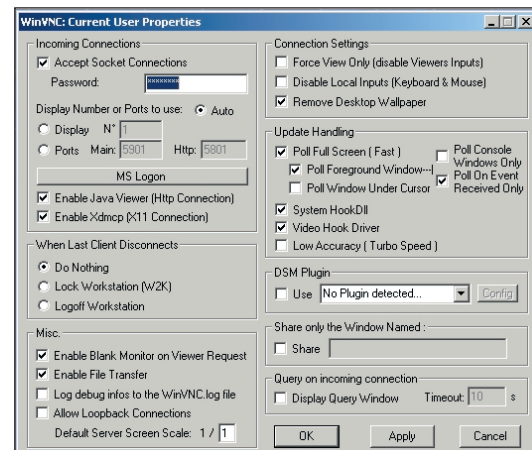 WinVNC: Current User Properties
Incoming Connections
Accept Socket Connections
Password: ********
Display Number or Ports to use: Auto
Display N° 1
Ports Main: 5901 Http: 5801
MS Logon
Enable Java Viewer (Http Connection)
Enable Xdmcp (X11 Connection)
When Last Client Disconnects
Do Nothing
Lock Workstation (W2K)
Logoff Workstation
Misc.
Enable Blank Monitor on Viewer Request
Enable File Transfer
Log debug infos to the WinVNC.log file
Allow Loopback Connections
Default Server Screen Scale: 1 / 1
Connection Settings
Force View Only (disable Viewers Inputs)
Disable Local Inputs (Keyboard & Mouse)
Remove Desktop Wallpaper
Update Handling
Poll Full Screen ( Fast )
Poll Foreground Window---|
Poll Window Under Cursor
Poll Console
Windows Only
Poll On Event
Received Only
System HookDll
Video Hook Driver
Low Accuracy ( Turbo Speed )
DSM Plugin
Use No Plugin detected... Config
Share only the Window Named :
Share
Query on incoming connection
Display Query Window Timeout: 10 s
OK Apply Cancel